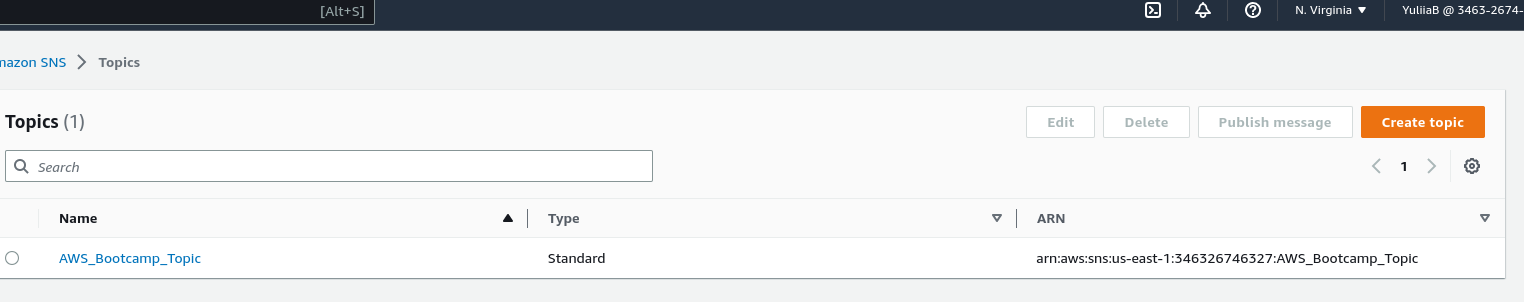 [Alt+S]
N. Virginia
YuliiaB @ 3463-2674-
mazon SNS
Topics
Topics (1)
Edit
Delete
Publish message
Create topic
Search
1
Name
Type
ARN
AWS_Bootcamp_Topic
Standard
arn:aws:sns:us-east-1:346326746327:AWS_Bootcamp_Topic